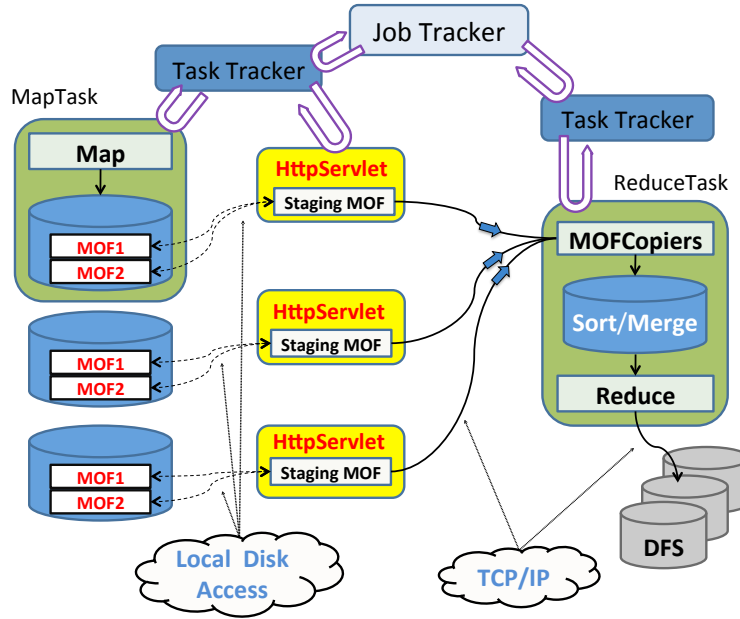 Job Tracker
Task Tracker
MapTask
Task Tracker
Map
HttpServlet
Staging MOF
ReduceTask
MOF1
MOF2
MOFCopiers
HttpServlet
Staging MOF
Sort/Merge
MOF1
MOF2
Reduce
HttpServlet
Staging MOF
MOF1
MOF2
DFS
Local Disk
Access
TCP/IP